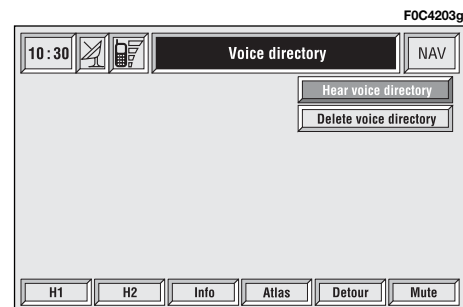 F0C4203g
10:30 Voice directory NAV
Hear voice directory
Delete voice directory
H1 H2 Info Atlas Detour Mute